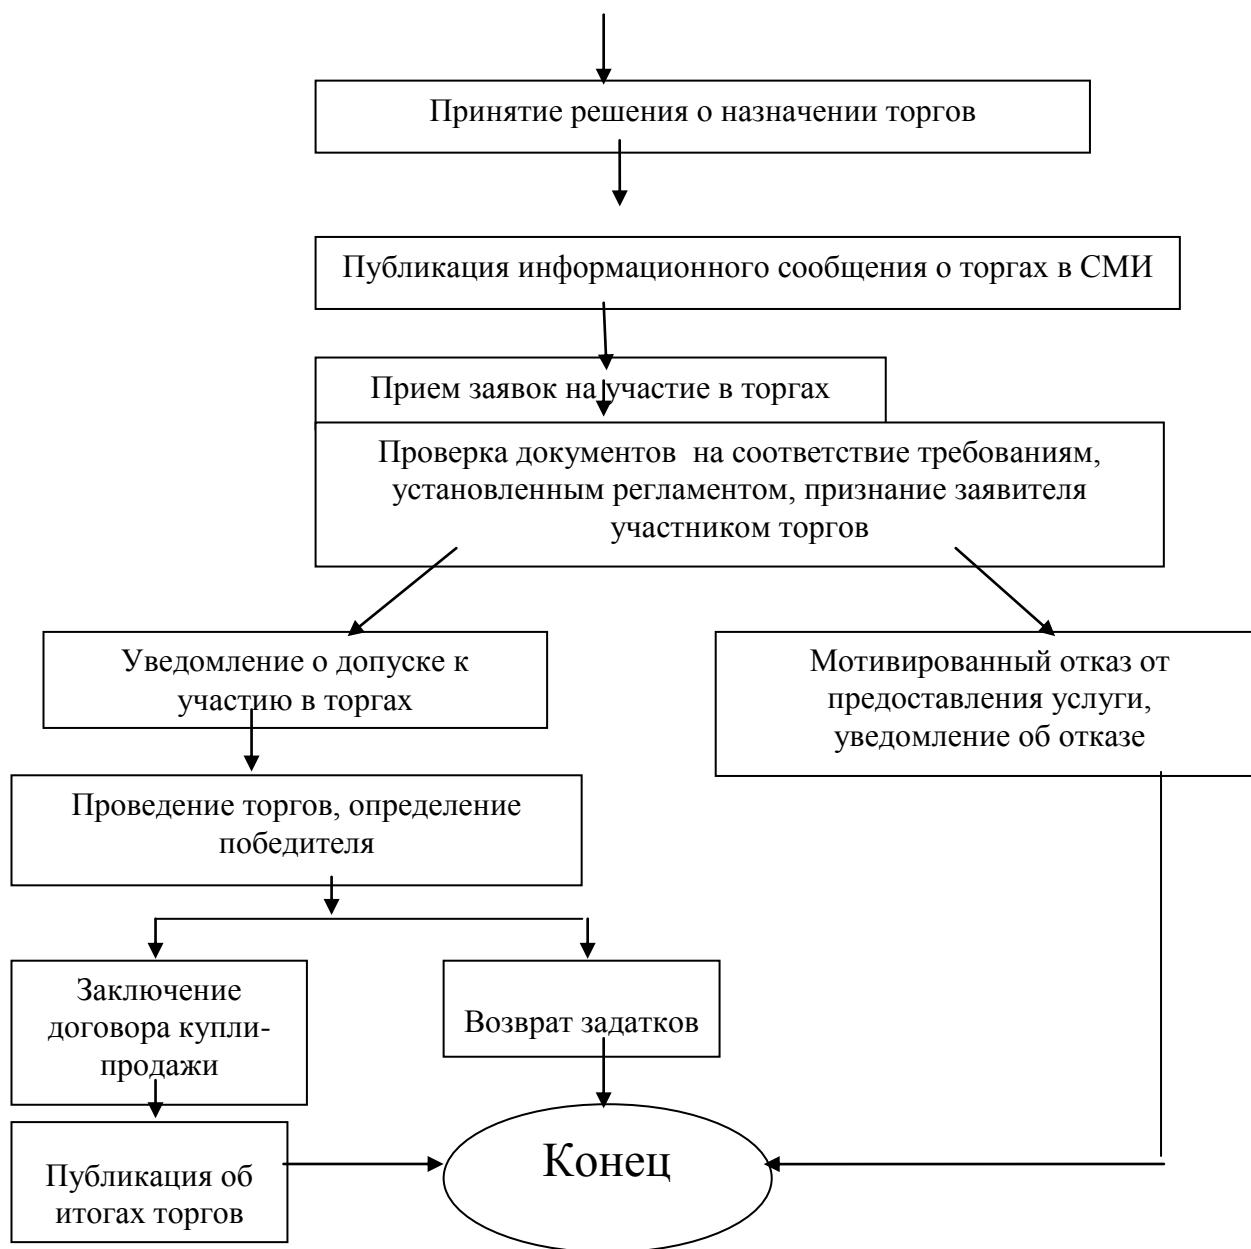 Принятие решения о назначении торгов
Публикация информационного сообщения о торгах в СМИ
Прием заявок на участие в торгах
Проверка документов на соответствие требованиям,
установленным регламентом, признание заявителя
участником торгов
Уведомление о допуске к
участию в торгах
Мотивированный отказ от
предоставления услуги,
уведомление об отказе
Проведение торгов, определение
победителя
Заключение
договора купли-
продажи
Возврат задатков
Публикация об
итогах торгов
Конец